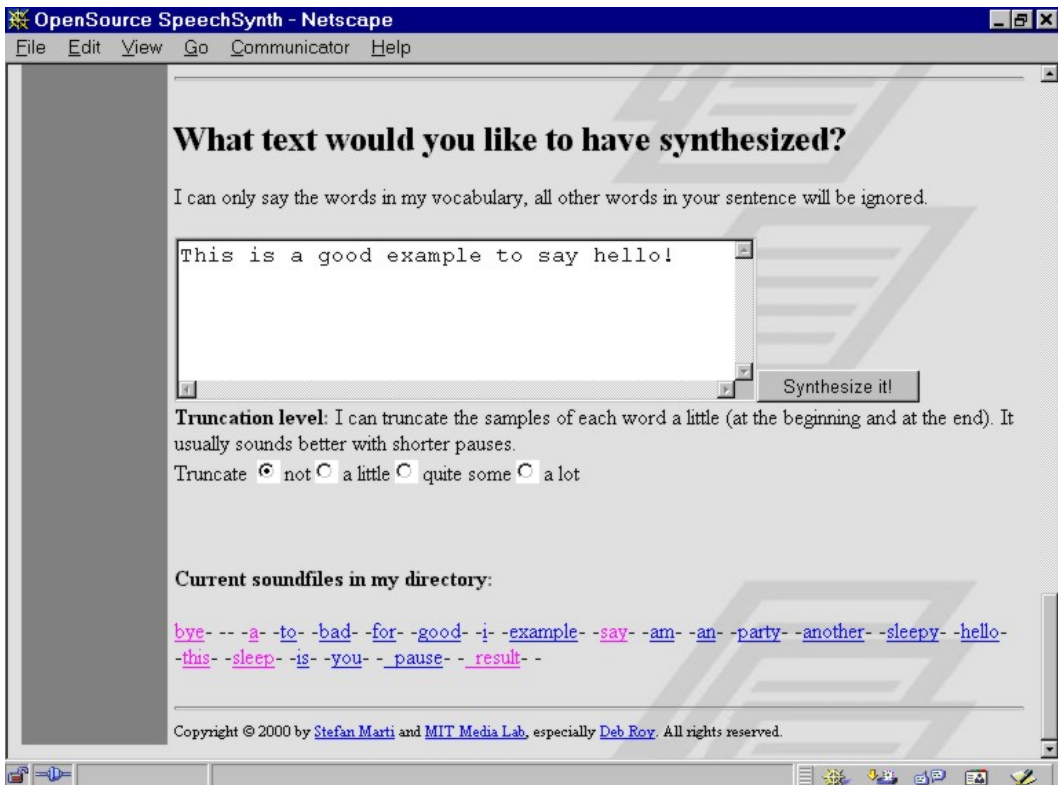 OpenSource SpeechSynth - Netscape
File Edit View Go Communicator Help
What text would you like to have synthesized?
I can only say the words in my vocabulary, all other words in your sentence will be ignored.
This is a good example to say hello!
Synthesize it!
Truncation level: I can truncate the samples of each word a little (at the beginning and at the end). It
usually sounds better with shorter pauses.
Truncate not a little quite some a lot
Current soundfiles in my directory:
bye- -- -a- -to- -bad- -for- -good- -i- -example- -say- -am- -an- -party- -another- -sleepy- -hello-
-this- -sleep- -is- -you- -_pause- -_result- -
Copyright © 2000 by Stefan Marti and MIT Media Lab, especially Deb Roy. All rights reserved.